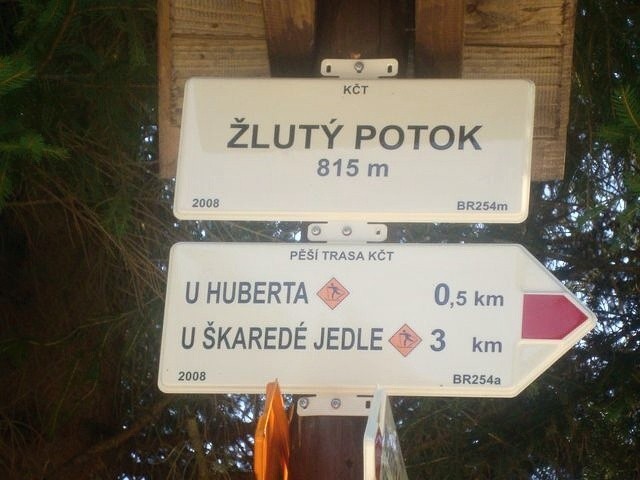 KČT
ŽLUTÝ POTOK
815 m
2008 BR254m
PĚŠÍ TRASA KČT
U HUBERTA 0,5 km
U ŠKAREDÉ JEDLE 3 km
2008 BR254a